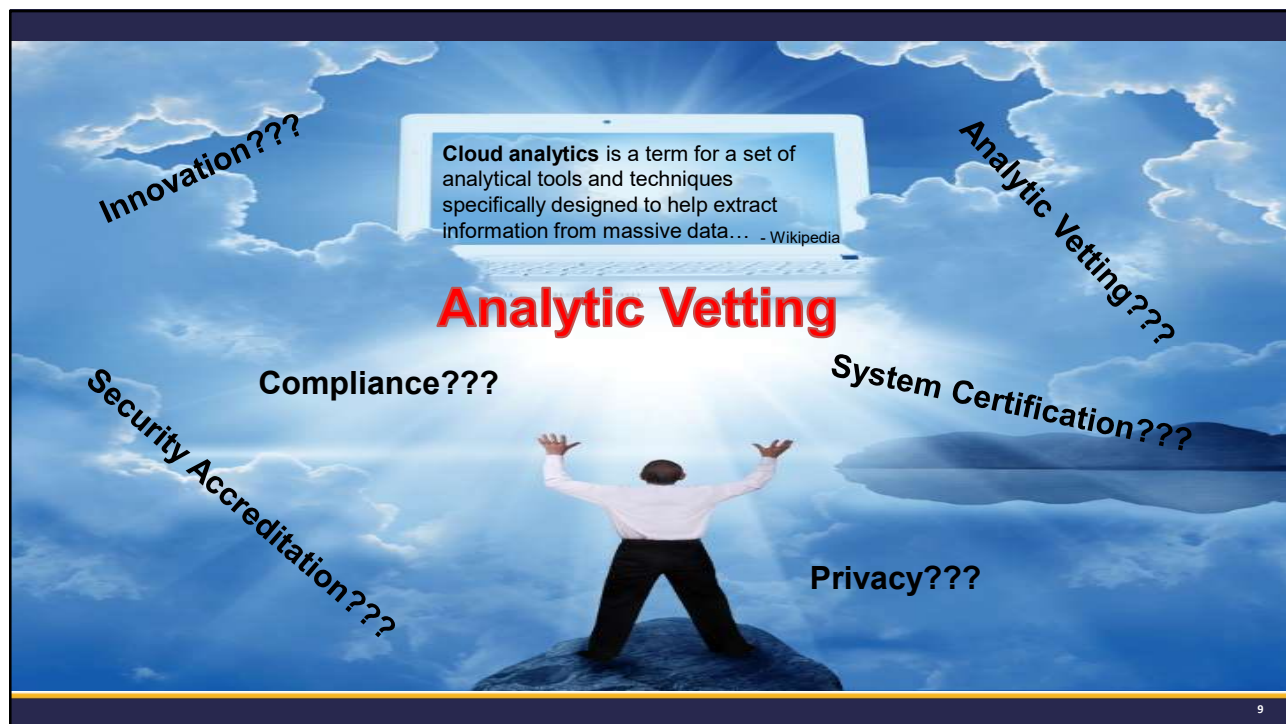 Innovation???
Cloud analytics is a term for a set of
analytical tools and techniques
specifically designed to help extract
information from massive data… - Wikipedia
Analytic Vetting???
Analytic Vetting
Compliance???
System Certification???
Security Accreditation???
Privacy???
9